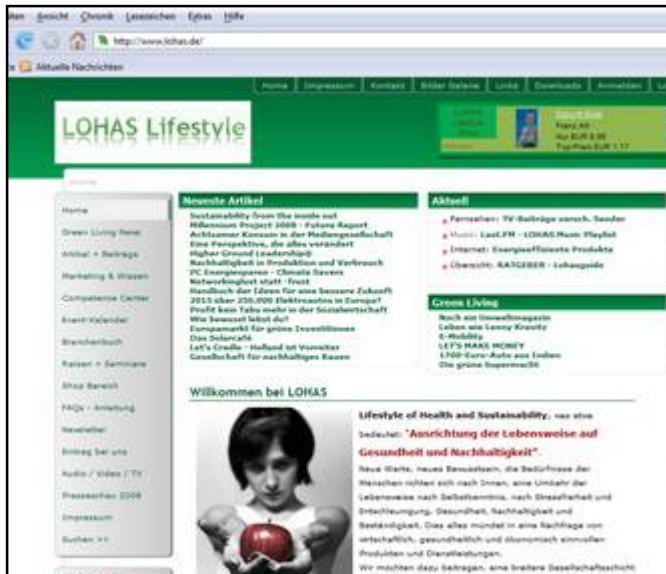 Ansicht Chronik Lesezeichen Extras Hilfe
http://www.lohas.de/
Aktuelle Nachrichten
Home Impressum Kontakt Bilder Galerie Links Downloads Anmelden
LOHAS Lifestyle
Franz Alt
Nur EUR 8.98
Home
Home
Green Living News
Artikel + Beiträge
Marketing & Wissen
Competence Center
Event-Kalender
Branchenbuch
Reisen + Seminare
Shop Bereich
FAQs - Anleitung
Newsletter
Eintrag bei uns
Audio / Video / TV
Presseschau 2008
Impressum
Suchen >>
Neueste Artikel
Sustainability from the inside out
Millennium Project 2008 - Future Report
Achtsamer Konsum in der Mediengesellschaft
Eine Perspektive, die alles verändert
Higher Ground Leadership®
Nachhaltigkeit in Produktion und Verbrauch
PC Energiesparen - Climate Savers
Networkinglust statt -frust
Handbuch der Ideen für eine bessere Zukunft
2015 über 250.000 Elektroautos in Europa?
Profit kein Tabu mehr in der Sozialwirtschaft
Wie bewusst lebst du?
Europamarkt für grüne Investitionen
Das Solarcafé
Let's Cradle - Holland ist Vorreiter
Gesellschaft für nachhaltiges Bauen
Aktuell
Fernsehen: TV-Beiträge versch. Sender
Music: Last.FM - LOHAS Music Playlist
Internet: Energieeffiziente Produkte
Übersicht: RATGEBER - Lohasguide
Green Living
Noch ein Umweltmagazin
Leben wie Lenny Kravitz
E-Mobility
LET'S MAKE MONEY
1700-Euro-Auto aus Indien
Die grüne Supermacht
Willkommen bei LOHAS
Lifestyle of Health and Sustainability, was etwa
bedeutet: "Ausrichtung der Lebensweise auf
Gesundheit und Nachhaltigkeit".
Neue Werte, neues Bewusstsein, die Bedürfnisse der
Menschen richten sich nach Innen, eine Umkehr der
Lebensweise nach Selbstkenntnis, nach Stressfreiheit und
Entschleunigung, Gesundheit, Nachhaltigkeit und
Beständigkeit. Dies alles mündet in eine Nachfrage von
wirtschaftlich, gesundheitlich und ökonomisch sinnvollen
Produkten und Dienstleistungen.
Wir möchten dazu beitragen, eine breitere Gesellschaftsschicht